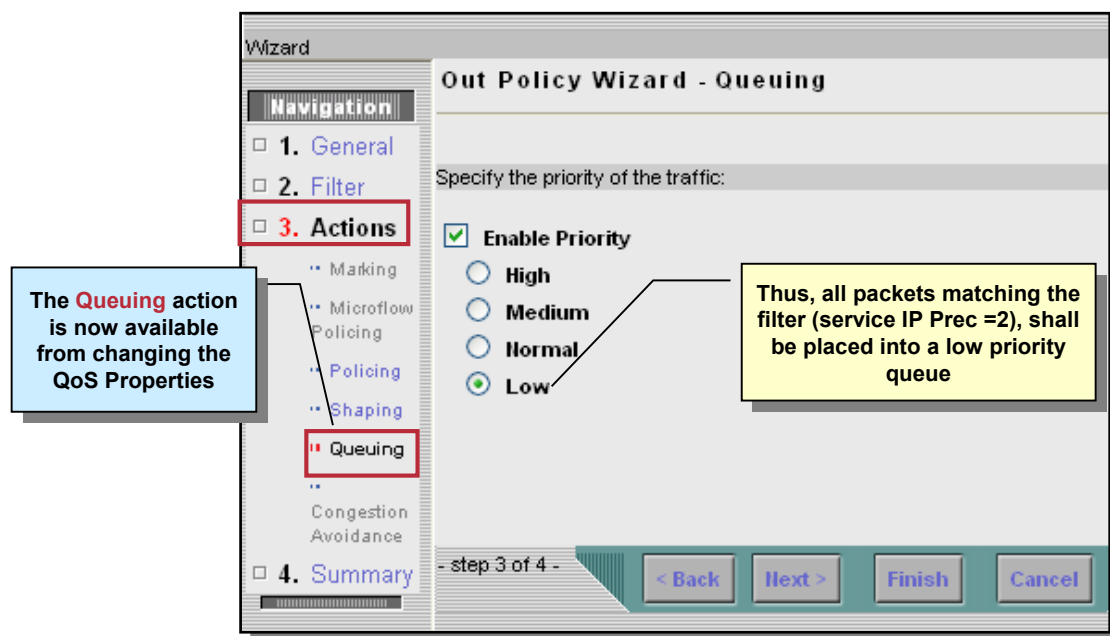 Wizard
Out Policy Wizard - Queuing
Navigation
1. General
2. Filter
3. Actions
Marking
Microflow
Policing
Policing
Shaping
Queuing
Congestion
Avoidance
4. Summary
Specify the priority of the traffic:
Enable Priority
High
Medium
Normal
Low
- step 3 of 4 -
< Back
Next >
Finish
Cancel
The Queuing action
is now available
from changing the
QoS Properties
Thus, all packets matching the
filter (service IP Prec =2), shall
be placed into a low priority
queue